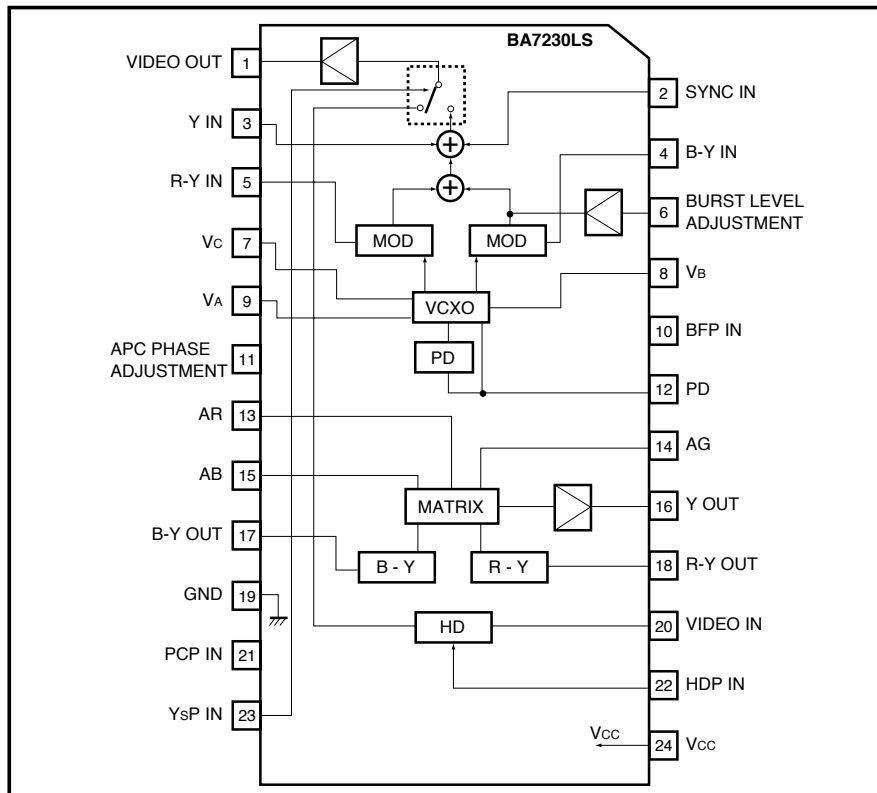 BA7230LS
VIDEO OUT
1
2
SYNC IN
Y IN
3
4
B-Y IN
R-Y IN
5
6
BURST LEVEL
ADJUSTMENT
MOD
MOD
VC
7
8
VB
VCXO
VA
9
10
BFP IN
PD
APC PHASE
ADJUSTMENT
11
12
PD
AR
13
14
AG
AB
15
MATRIX
16
Y OUT
B-Y OUT
17
B - Y
R - Y
18
R-Y OUT
GND
19
HD
20
VIDEO IN
PCP IN
21
22
HDP IN
YSP IN
23
VCC
24
VCC